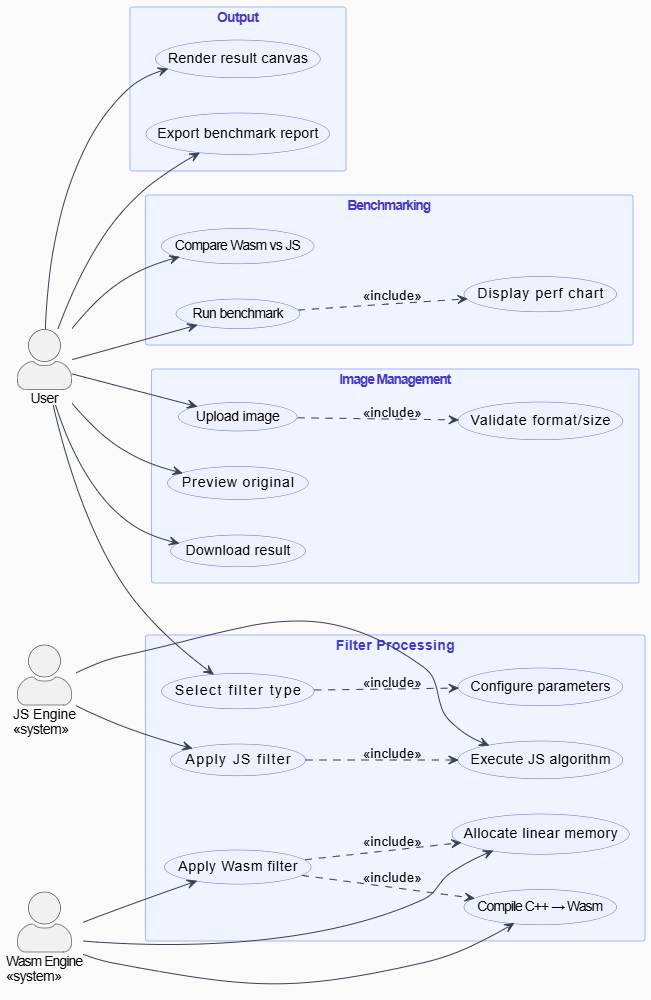 Output
Render result canvas
Export benchmark report
Benchmarking
Compare Wasm vs JS
Run benchmark
«include»
Display perf chart
User
Image Management
Upload image
«include»
Validate format/size
Preview original
Download result
Filter Processing
Select filter type
«include»
Configure parameters
JS Engine
«system»
Apply JS filter
«include»
Execute JS algorithm
Apply Wasm filter
«include»
Allocate linear memory
«include»
Compile C++ → Wasm
Wasm Engine
«system»